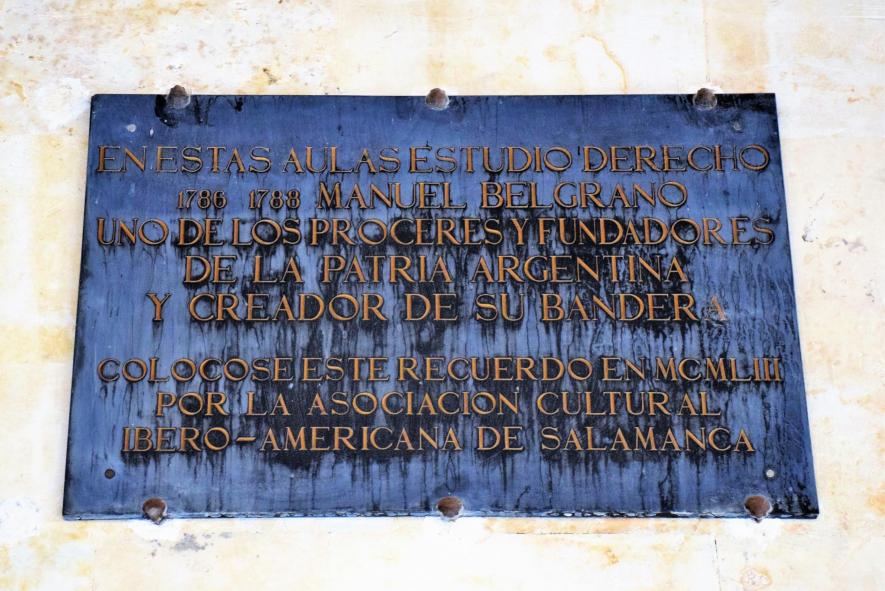 EN ESTAS AULAS ESTUDIO DERECHO
1786 1788 MANUEL BELGRANO
UNO DE LOS PROCERES Y FUNDADORES
DE LA PATRIA ARGENTINA
Y CREADOR DE SU BANDERA
COLOCOSE ESTE RECUERDO EN MCMLIII
POR LA ASOCIACION CULTURAL
IBERO-AMERICANA DE SALAMANCA